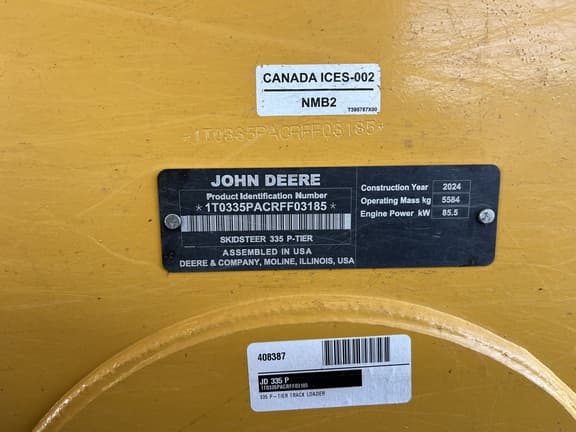 CANADA ICES-002
NMB2
T398787X90
*1T0335PACRFF03185*
JOHN DEERE
Product Identification Number
*1T0335PACRFF03185*
SKIDSTEER 335 P-TIER
ASSEMBLED IN USA
DEERE & COMPANY, MOLINE, ILLINOIS, USA
Construction Year 2024
Operating Mass kg 5584
Engine Power kW 85.5
408387
JD 335 P
1T0335PACRFF03185
335 P-TIER TRACK LOADER